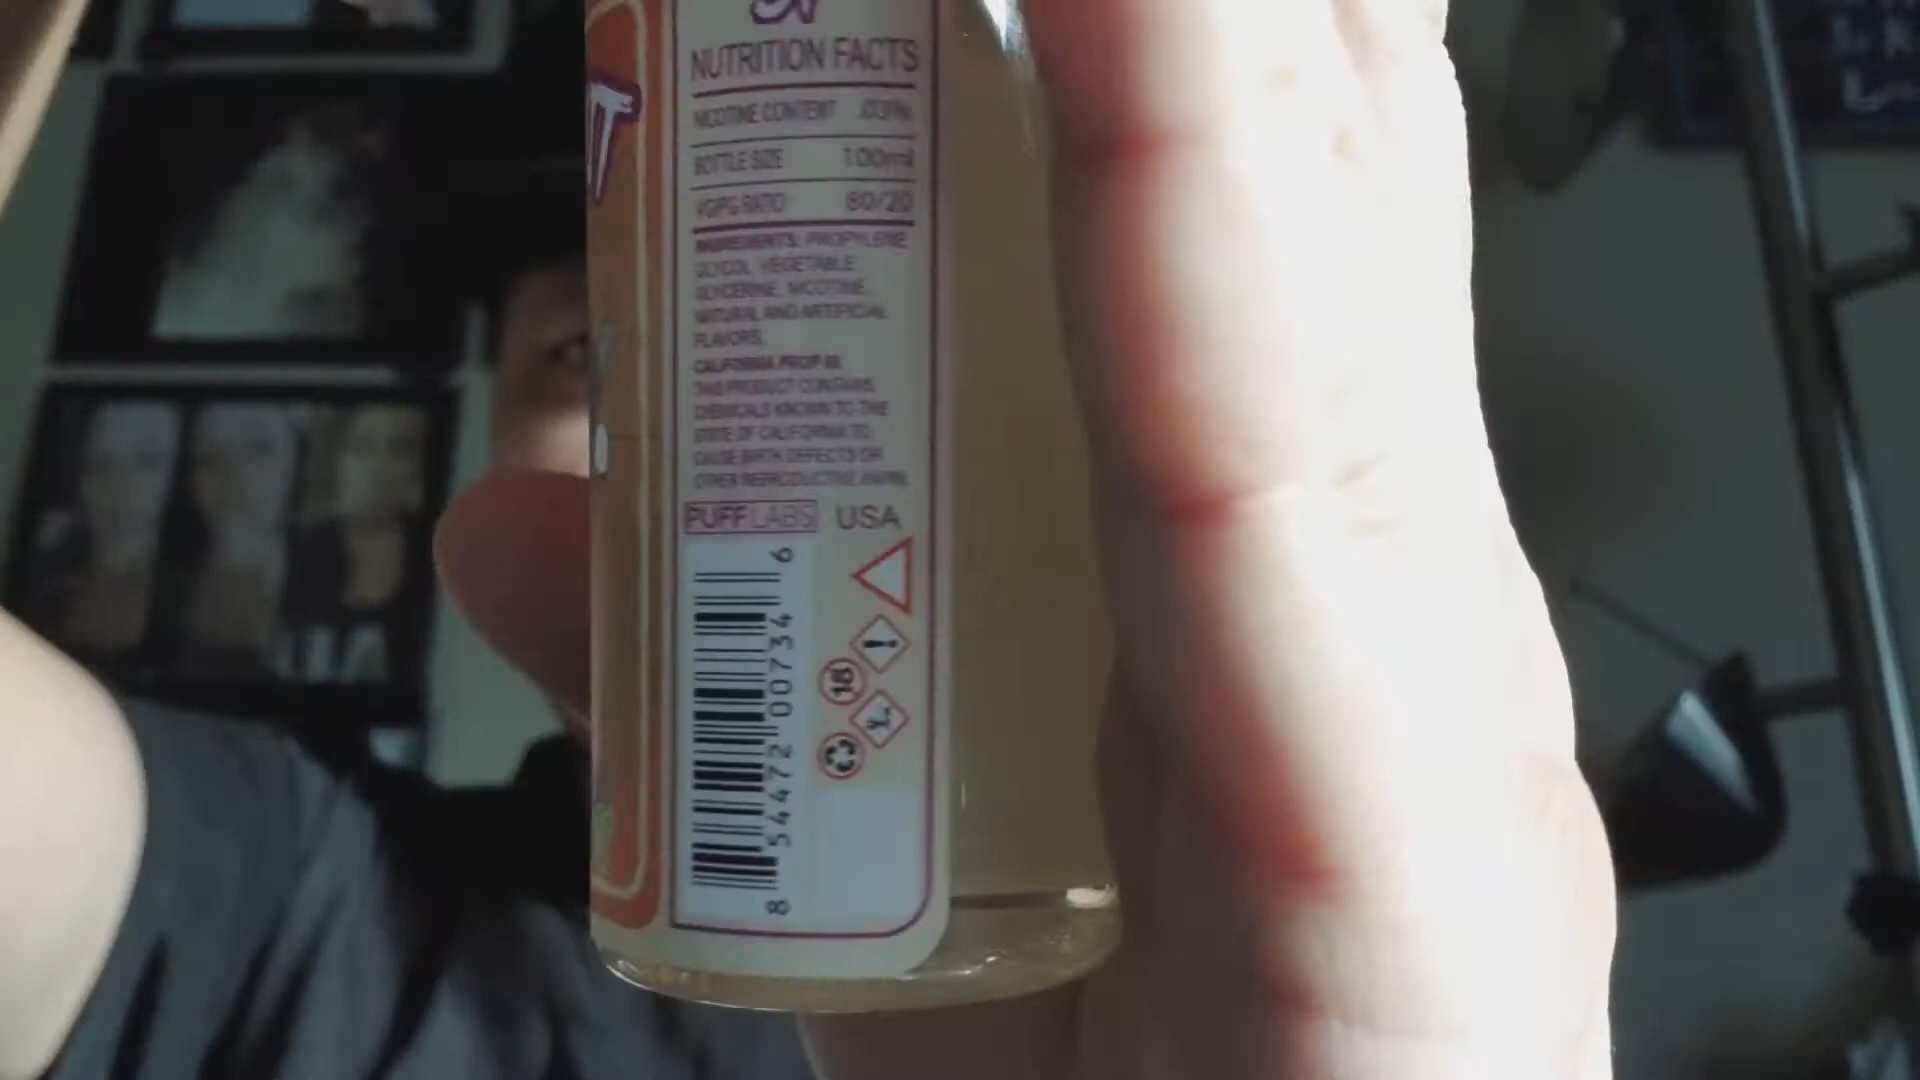 NUTRITION FACTS
NICOTINE CONTENT .03%
BOTTLE SIZE 100ml
VG/PG RATIO 80/20
INGREDIENTS: PROPYLENE
GLYCOL, VEGETABLE
GLYCERINE, NICOTINE,
NATURAL AND ARTIFICIAL
FLAVORS.
CALIFORNIA PROP 65
THIS PRODUCT CONTAINS
CHEMICALS KNOWN TO THE
STATE OF CALIFORNIA TO
CAUSE BIRTH DEFECTS OR
OTHER REPRODUCTIVE HARM.
PUFF LABS USA
18
8 54472 00734 6